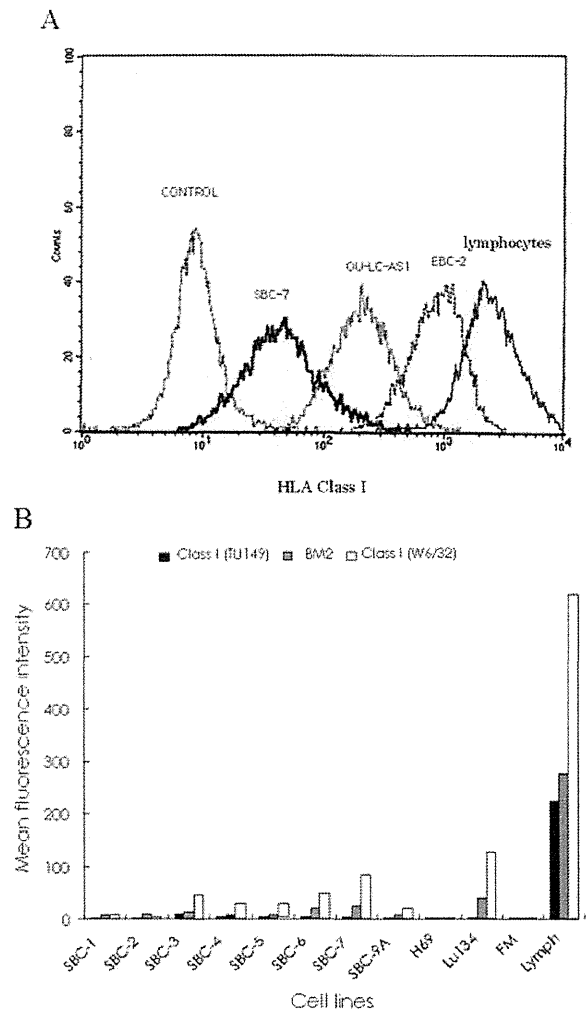 A
100
80
60
40
20
0
Counts
CONTROL
SBC-7
OU-LC-AS1
EBC-2
lymphocytes
10^0 10^1 10^2 10^3 10^4
HLA Class I
B
Class I (TU149) BM2 Class I (W6/32)
700
600
500
400
300
200
100
0
Mean fluorescence intensity
SBC-1 SBC-2 SBC-3 SBC-4 SBC-5 SBC-6 SBC-7 SBC-9A H69 Lu134 FM Lymph
Cell lines